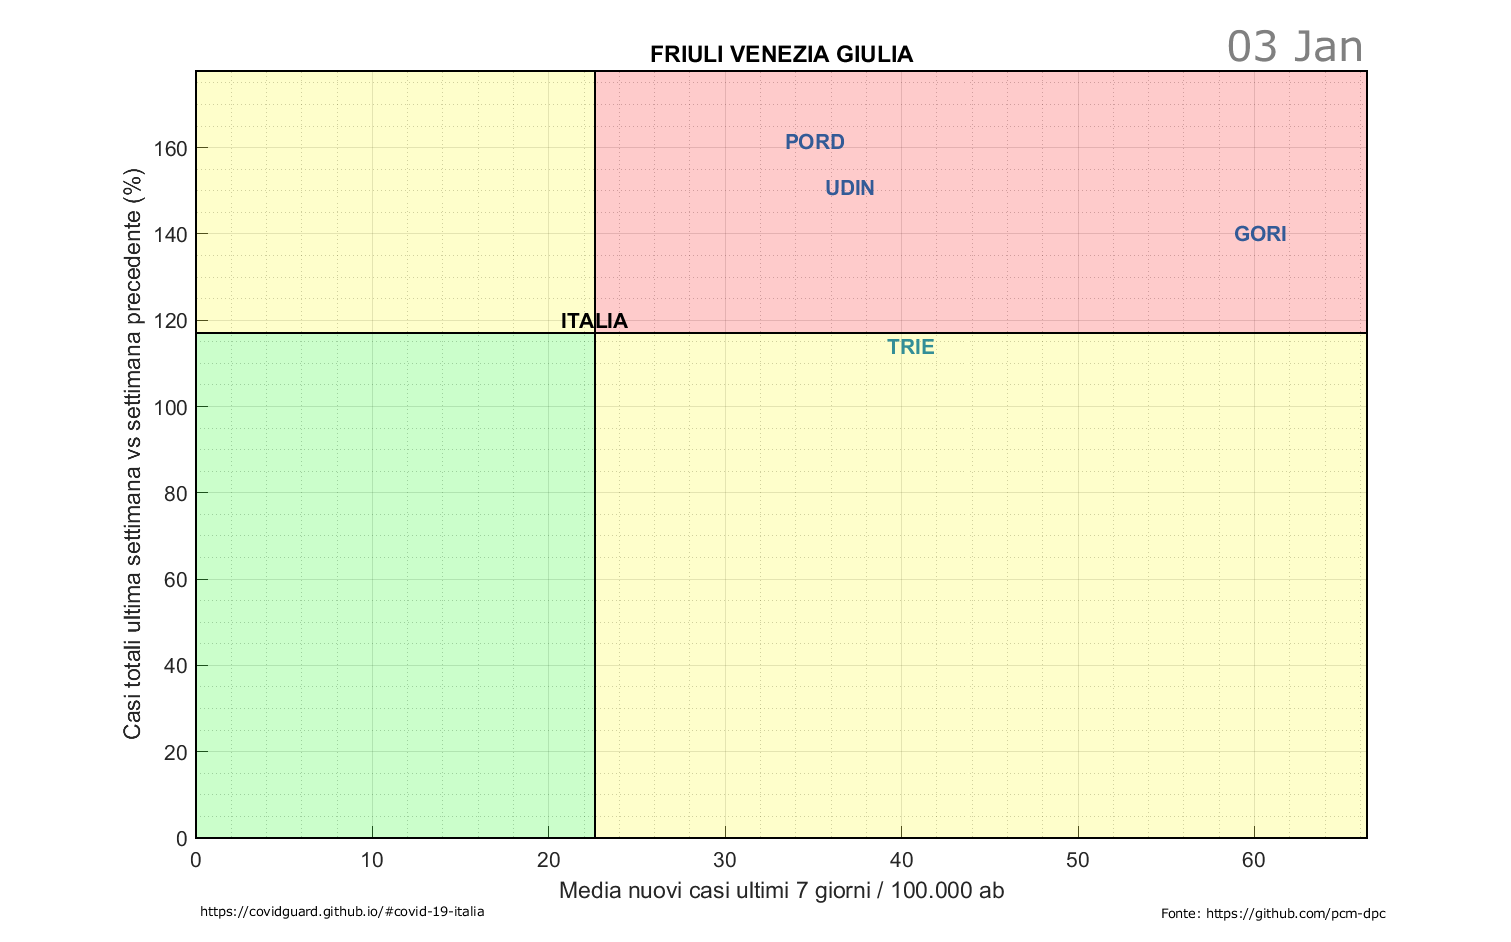 FRIULI VENEZIA GIULIA
03 Jan
Casi totali ultima settimana vs settimana precedente (%)
160
140
120
100
80
60
40
20
0
PORD
UDIN
GORI
ITALIA
TRIE
0 10 20 30 40 50 60
Media nuovi casi ultimi 7 giorni / 100.000 ab
https://covidguard.github.io/#covid-19-italia
Fonte: https://github.com/pcm-dpc